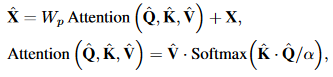 X̂ = W_p Attention (Q̂, K̂, V̂) + X,
Attention (Q̂, K̂, V̂) = V̂ · Softmax(K̂ · Q̂/α),